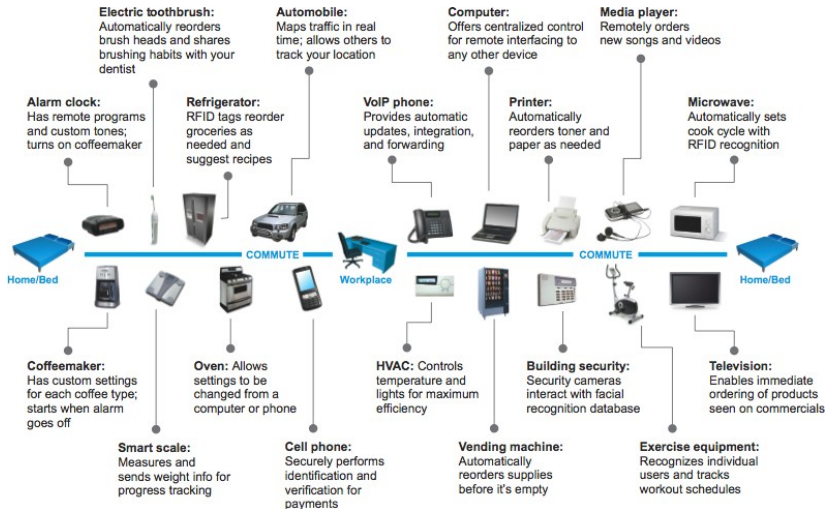 Electric toothbrush:
Automatically reorders
brush heads and shares
brushing habits with your
dentist
Automobile:
Maps traffic in real
time; allows others to
track your location
Computer:
Offers centralized control
for remote interfacing to
any other device
Media player:
Remotely orders
new songs and videos
Alarm clock:
Has remote programs
and custom tones;
turns on coffeemaker
Refrigerator:
RFID tags reorder
groceries as
needed and
suggest recipes
VoIP phone:
Provides automatic
updates, integration,
and forwarding
Printer:
Automatically
reorders toner and
paper as needed
Microwave:
Automatically sets
cook cycle with
RFID recognition
Home/Bed
COMMUTE
Workplace
COMMUTE
Home/Bed
Coffeemaker:
Has custom settings
for each coffee type;
starts when alarm
goes off
Oven: Allows
settings to be
changed from a
computer or phone
HVAC: Controls
temperature and
lights for maximum
efficiency
Building security:
Security cameras
interact with facial
recognition database
Television:
Enables immediate
ordering of products
seen on commercials
Smart scale:
Measures and
sends weight info for
progress tracking
Cell phone:
Securely performs
identification and
verification for
payments
Vending machine:
Automatically
reorders supplies
before it's empty
Exercise equipment:
Recognizes individual
users and tracks
workout schedules